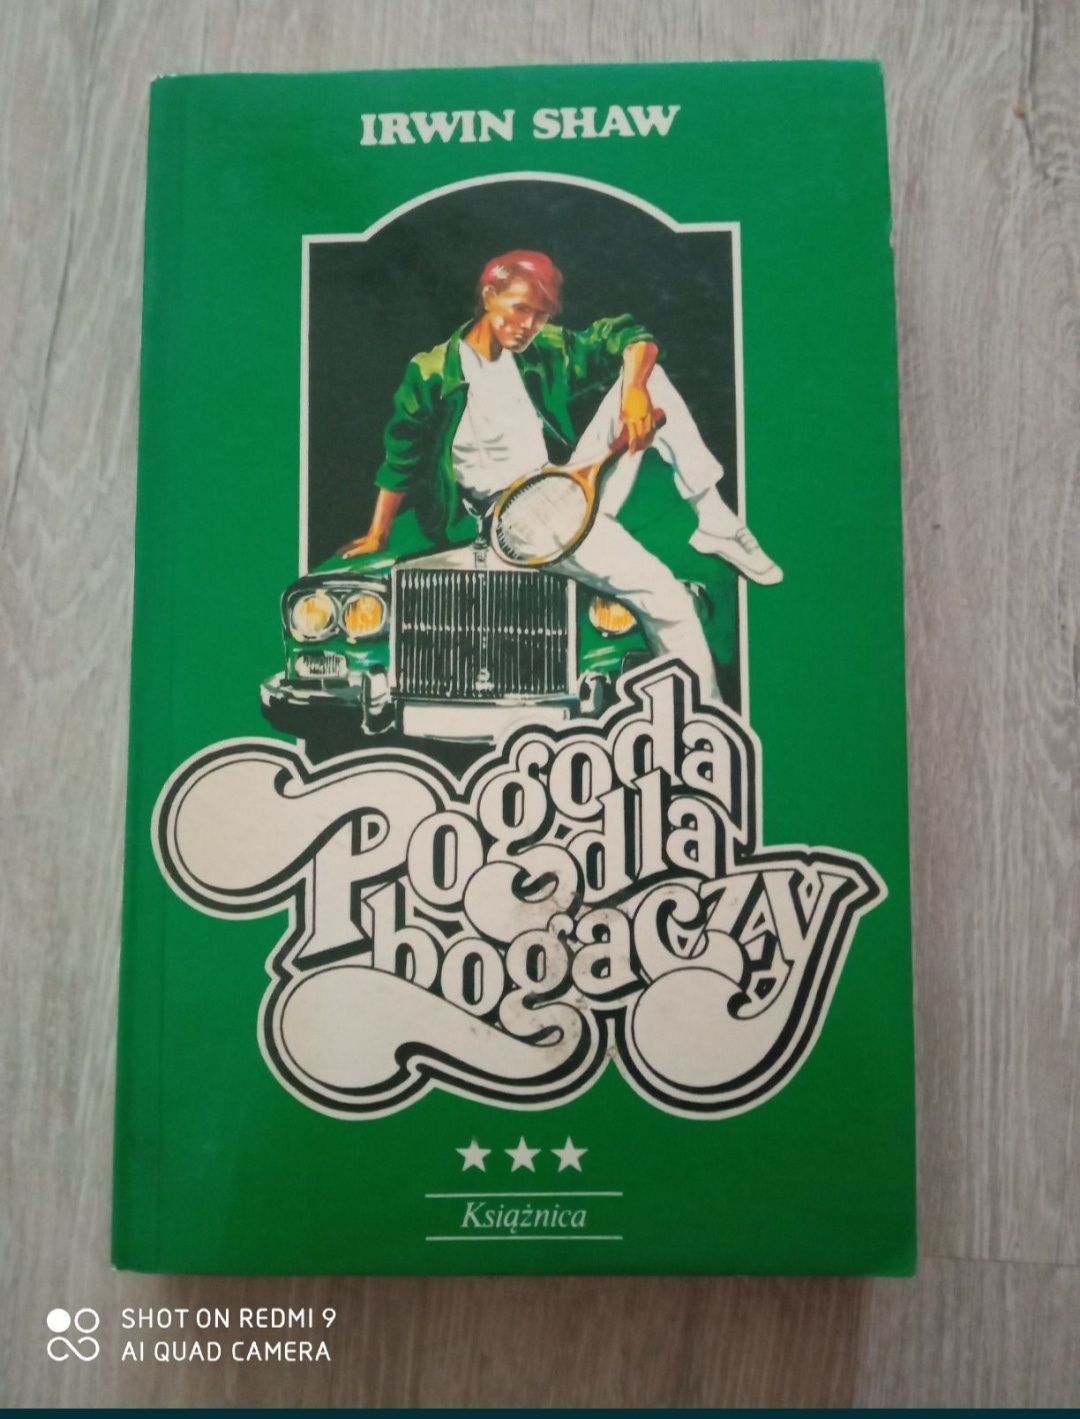 IRWIN SHAW
Pogoda
dla
bogaczy
Książnica
SHOT ON REDMI 9
AI QUAD CAMERA